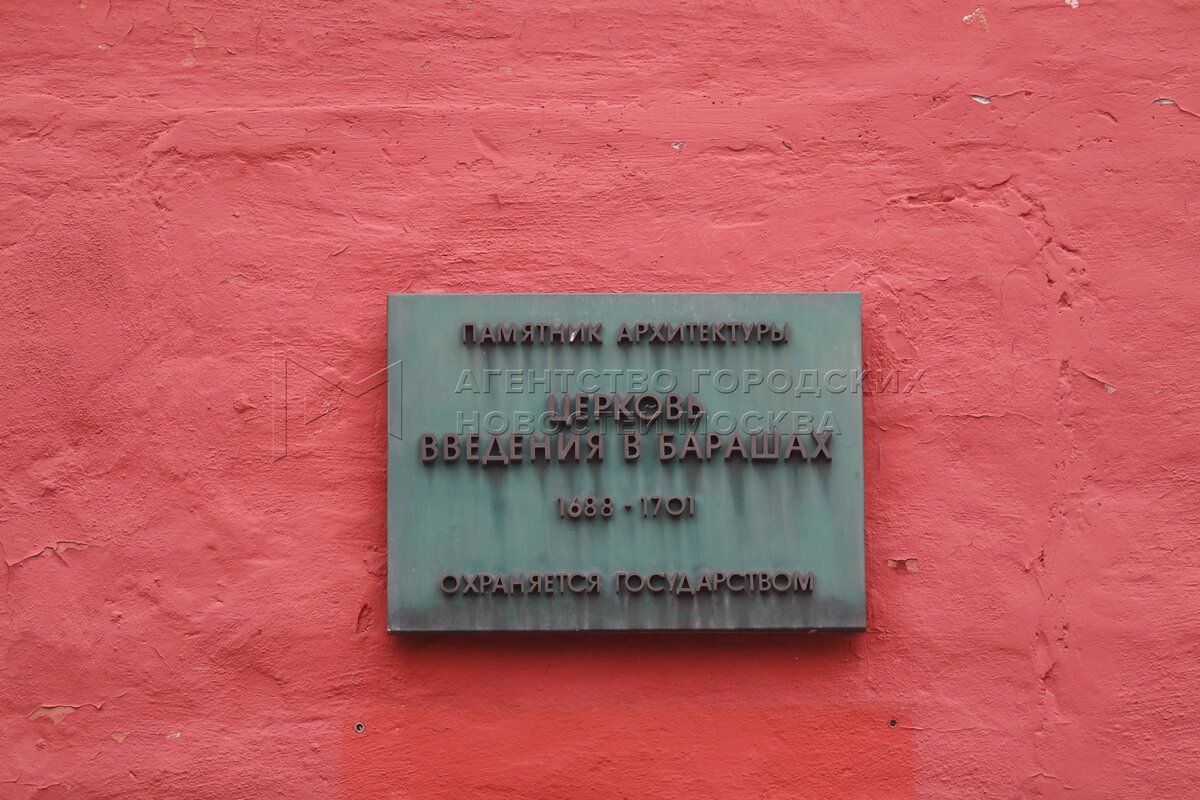 ПАМЯТНИК АРХИТЕКТУРЫ
АГЕНТСТВО ГОРОДСКИХ
НОВОСТЕЙ МОСКВА
ЦЕРКОВЬ
ВВЕДЕНИЯ В БАРАШАХ
1688 - 1701
ОХРАНЯЕТСЯ ГОСУДАРСТВОМ